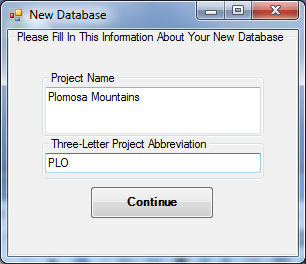 New Database
Please Fill In This Information About Your New Database
Project Name
Plomosa Mountains
Three-Letter Project Abbreviation
PLO
Continue